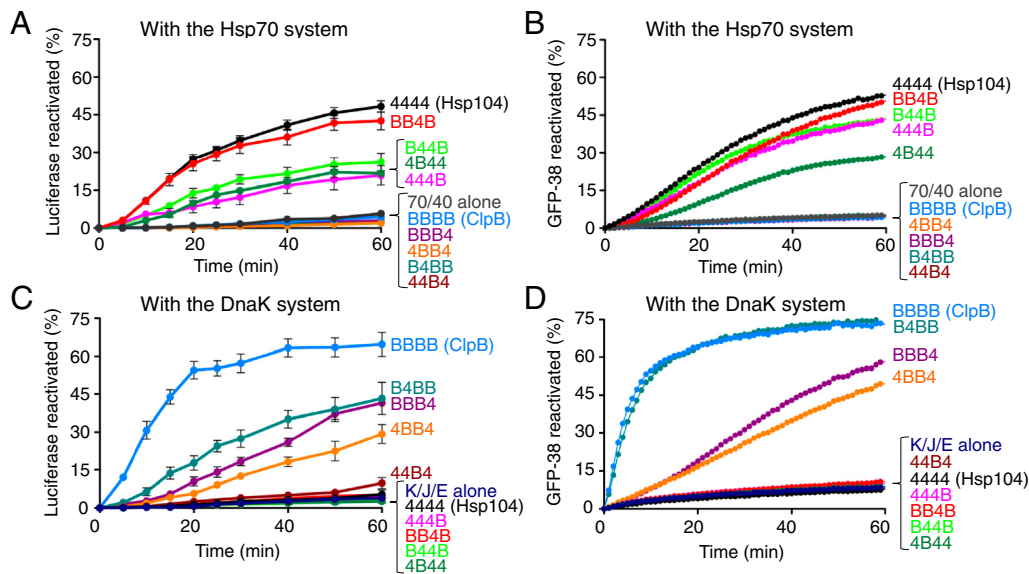 A
With the Hsp70 system
Luciferase reactivated (%)
75
60
45
30
15
0
0
20
40
60
Time (min)
4444 (Hsp104)
BB4B
B44B
4B44
444B
70/40 alone
BBBB (ClpB)
BBB4
4BB4
B4BB
44B4
B
With the Hsp70 system
GFP-38 reactivated (%)
75
60
45
30
15
0
0
20
40
60
Time (min)
4444 (Hsp104)
BB4B
B44B
444B
4B44
70/40 alone
BBBB (ClpB)
4BB4
BBB4
B4BB
44B4
C
With the DnaK system
Luciferase reactivated (%)
75
60
45
30
15
0
0
20
40
60
Time (min)
BBBB (ClpB)
B4BB
BBB4
4BB4
44B4
K/J/E alone
4444 (Hsp104)
444B
BB4B
B44B
4B44
D
With the DnaK system
GFP-38 reactivated (%)
75
60
45
30
15
0
0
20
40
60
Time (min)
BBBB (ClpB)
B4BB
BBB4
4BB4
K/J/E alone
44B4
4444 (Hsp104)
444B
BB4B
B44B
4B44